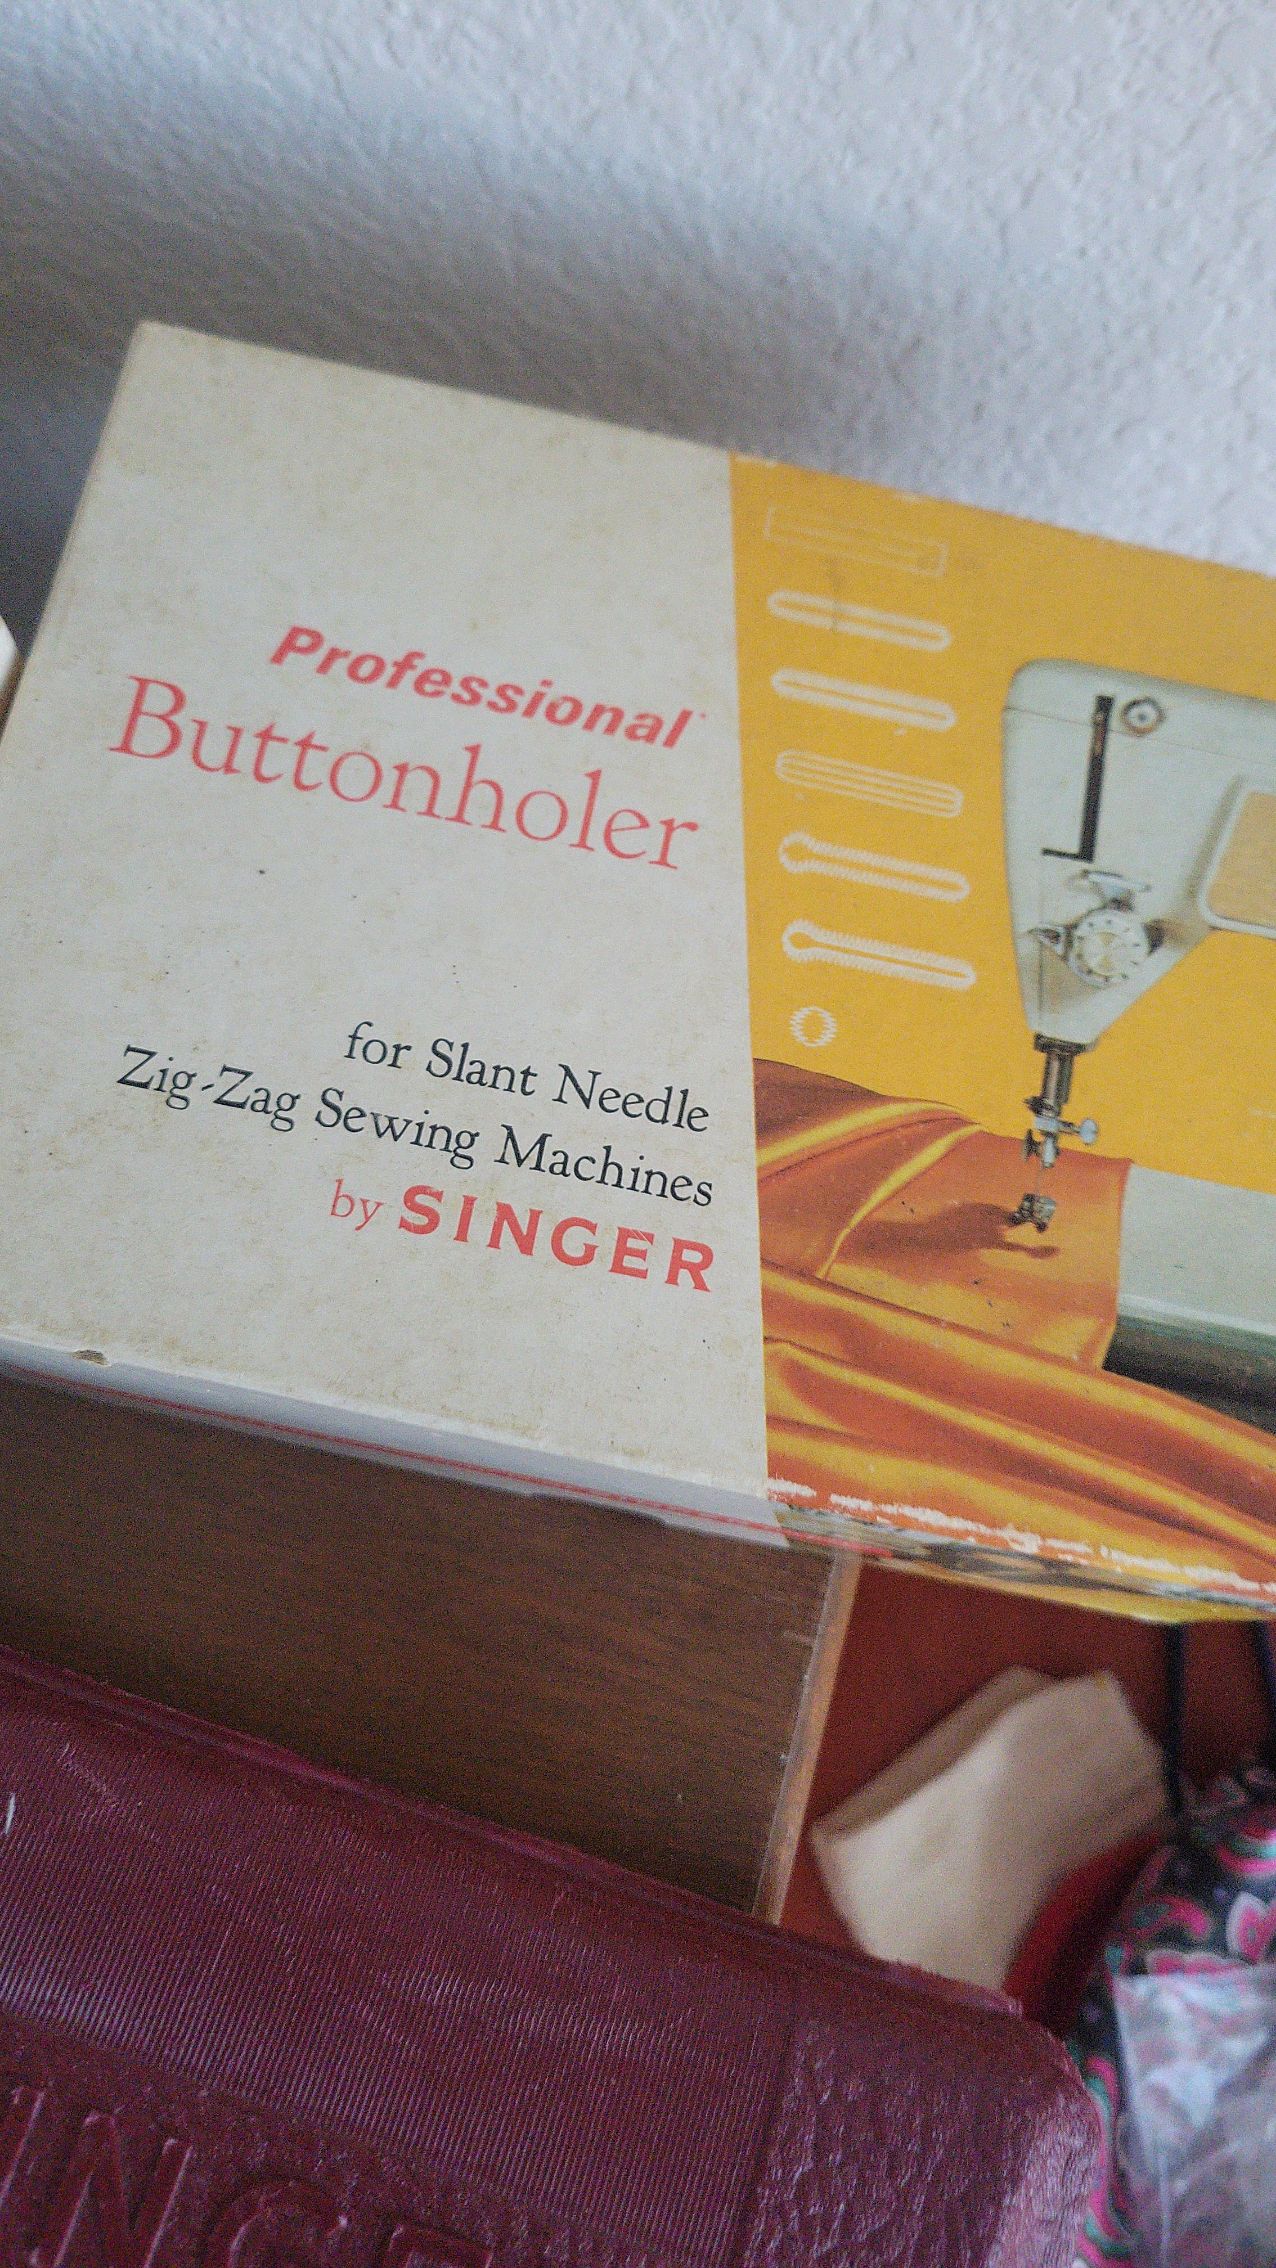 Professional
Buttonholer
for Slant Needle
Zig-Zag Sewing Machines
by SINGER